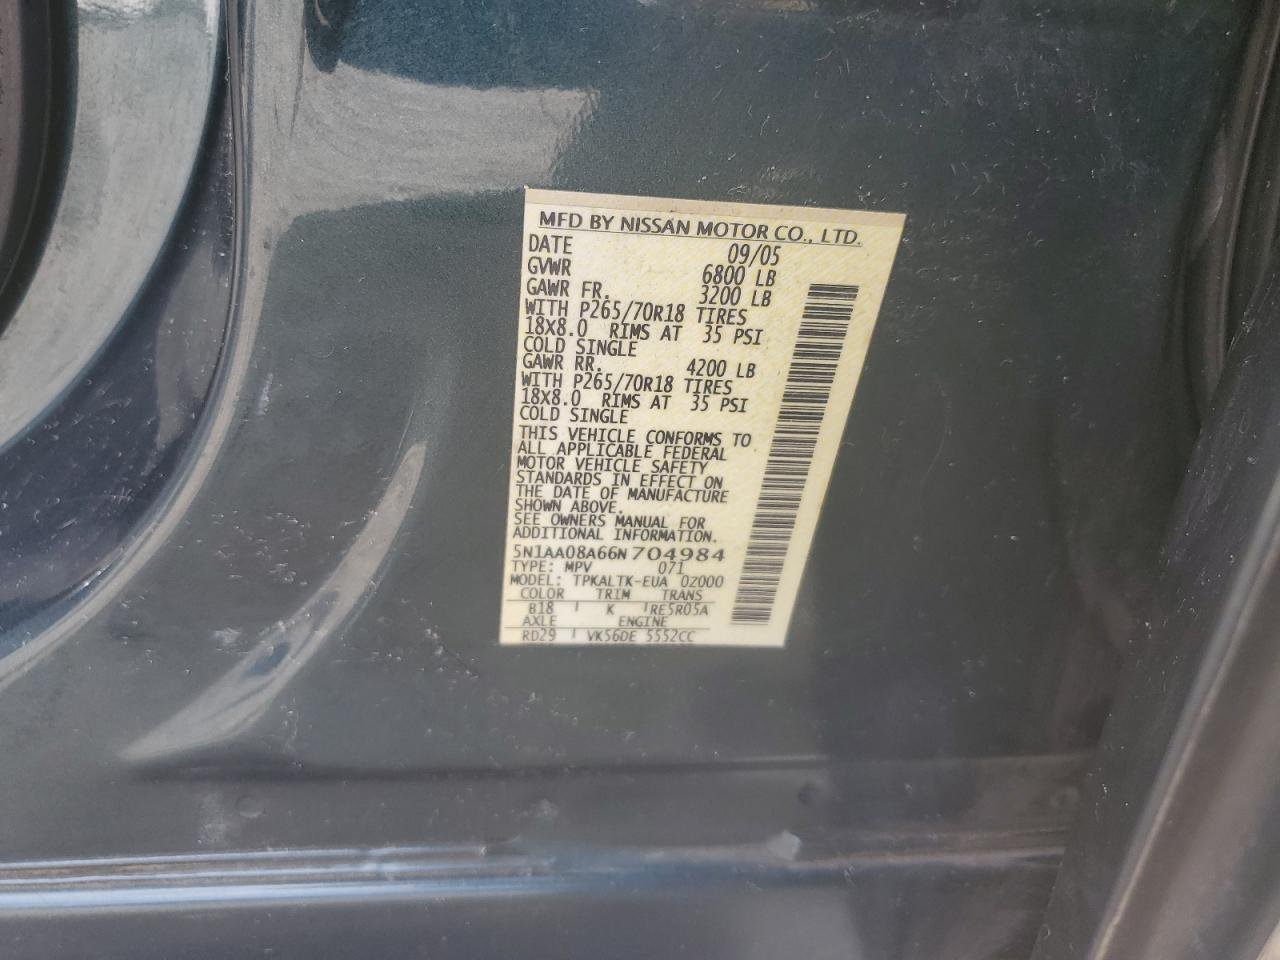 MFD BY NISSAN MOTOR CO., LTD.
DATE 09/05
GVWR 6800 LB
GAWR FR. 3200 LB
WITH P265/70R18 TIRES
18X8.0 RIMS AT 35 PSI
COLD SINGLE
GAWR RR. 4200 LB
WITH P265/70R18 TIRES
18X8.0 RIMS AT 35 PSI
COLD SINGLE
THIS VEHICLE CONFORMS TO
ALL APPLICABLE FEDERAL
MOTOR VEHICLE SAFETY
STANDARDS IN EFFECT ON
THE DATE OF MANUFACTURE
SHOWN ABOVE.
SEE OWNERS MANUAL FOR
ADDITIONAL INFORMATION.
5N1AA08A66N704984
TYPE: MPV 071
MODEL: TPKALTK-EUA 0Z000
COLOR TRIM TRANS
B18 K RE5R05A
AXLE ENGINE
RD29 VK56DE 5552CC